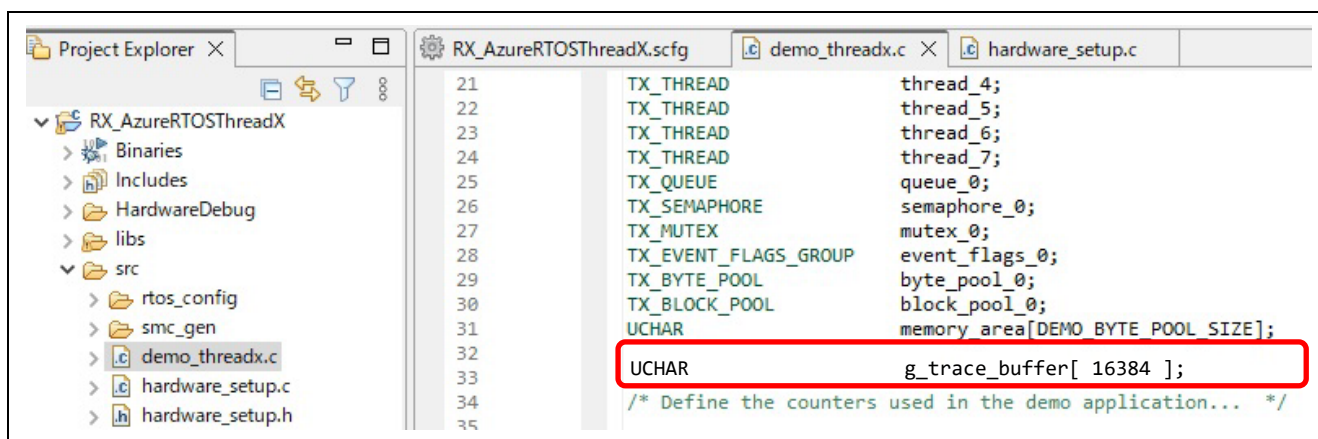 Project Explorer
RX_AzureRTOSThreadX
Binaries
Includes
HardwareDebug
libs
src
rtos_config
smc_gen
demo_threadx.c
hardware_setup.c
hardware_setup.h
RX_AzureRTOSThreadX.scfg demo_threadx.c hardware_setup.c
21 TX_THREAD thread_4;
22 TX_THREAD thread_5;
23 TX_THREAD thread_6;
24 TX_THREAD thread_7;
25 TX_QUEUE queue_0;
26 TX_SEMAPHORE semaphore_0;
27 TX_MUTEX mutex_0;
28 TX_EVENT_FLAGS_GROUP event_flags_0;
29 TX_BYTE_POOL byte_pool_0;
30 TX_BLOCK_POOL block_pool_0;
31 UCHAR memory_area[DEMO_BYTE_POOL_SIZE];
32
UCHAR g_trace_buffer[ 16384 ];
33
34 /* Define the counters used in the demo application... */
35